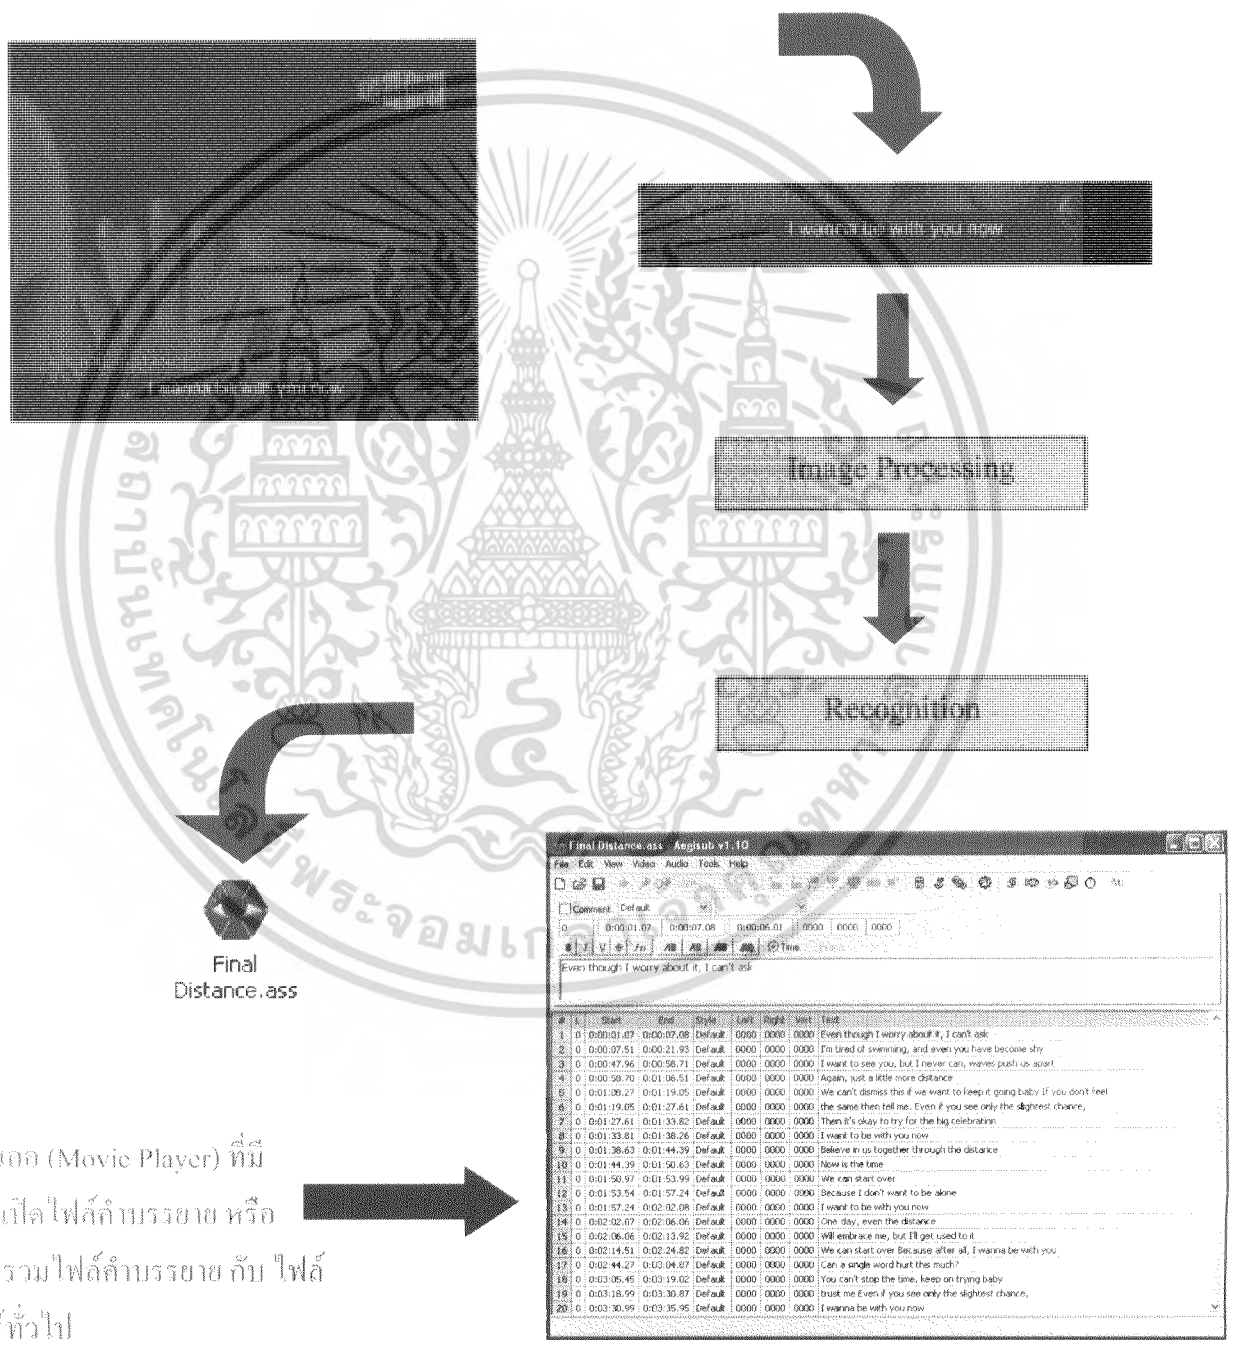 I want to be with you now
Image Processing
Recognition
Final
Distance.ass
(Movie Player) ที่มี
เปิดไฟล์คำบรรยาย หรือ
รวมไฟล์คำบรรยาย กับ ไฟล์
ทั่วไป
Final Distance.ass - Aegisub v1.10
File Edit View Video Audio Tools Help
Comment Default
0 0:00:01.07 0:00:07.08 0:00:06.01 0000 0000 0000
Time
Even though I worry about it, I can't ask
# L Start End Style Left Right Vert Text
1 0 0:00:01.07 0:00:07.08 Default 0000 0000 0000 Even though I worry about it, I can't ask
2 0 0:00:07.51 0:00:21.93 Default 0000 0000 0000 I'm tired of swimming, and even you have become shy
3 0 0:00:47.96 0:00:58.71 Default 0000 0000 0000 I want to see you, but I never can, waves push us apart
4 0 0:00:58.70 0:01:06.51 Default 0000 0000 0000 Again, just a little more distance
5 0 0:01:08.27 0:01:19.05 Default 0000 0000 0000 We can't dismiss this if we want to keep it going baby If you don't feel
6 0 0:01:19.05 0:01:27.61 Default 0000 0000 0000 the same then tell me. Even if you see only the slightest chance,
7 0 0:01:27.61 0:01:33.82 Default 0000 0000 0000 Then it's okay to try for the big celebration
8 0 0:01:33.81 0:01:38.26 Default 0000 0000 0000 I want to be with you now
9 0 0:01:38.63 0:01:44.39 Default 0000 0000 0000 Believe in us together through the distance
10 0 0:01:44.39 0:01:50.63 Default 0000 0000 0000 Now is the time
11 0 0:01:50.97 0:01:53.99 Default 0000 0000 0000 We can start over
12 0 0:01:53.54 0:01:57.24 Default 0000 0000 0000 Because I don't want to be alone
13 0 0:01:57.24 0:02:02.08 Default 0000 0000 0000 I want to be with you now
14 0 0:02:02.07 0:02:06.06 Default 0000 0000 0000 One day, even the distance
15 0 0:02:06.06 0:02:13.92 Default 0000 0000 0000 Will embrace me, but I'll get used to it
16 0 0:02:14.51 0:02:24.82 Default 0000 0000 0000 We can start over Because after all, I wanna be with you
17 0 0:02:44.27 0:03:04.87 Default 0000 0000 0000 Can a single word hurt this much?
18 0 0:03:05.45 0:03:19.02 Default 0000 0000 0000 You can't stop the time, keep on trying baby
19 0 0:03:18.99 0:03:30.87 Default 0000 0000 0000 trust me Even if you see only the slightest chance,
20 0 0:03:30.99 0:03:35.95 Default 0000 0000 0000 I wanna be with you now